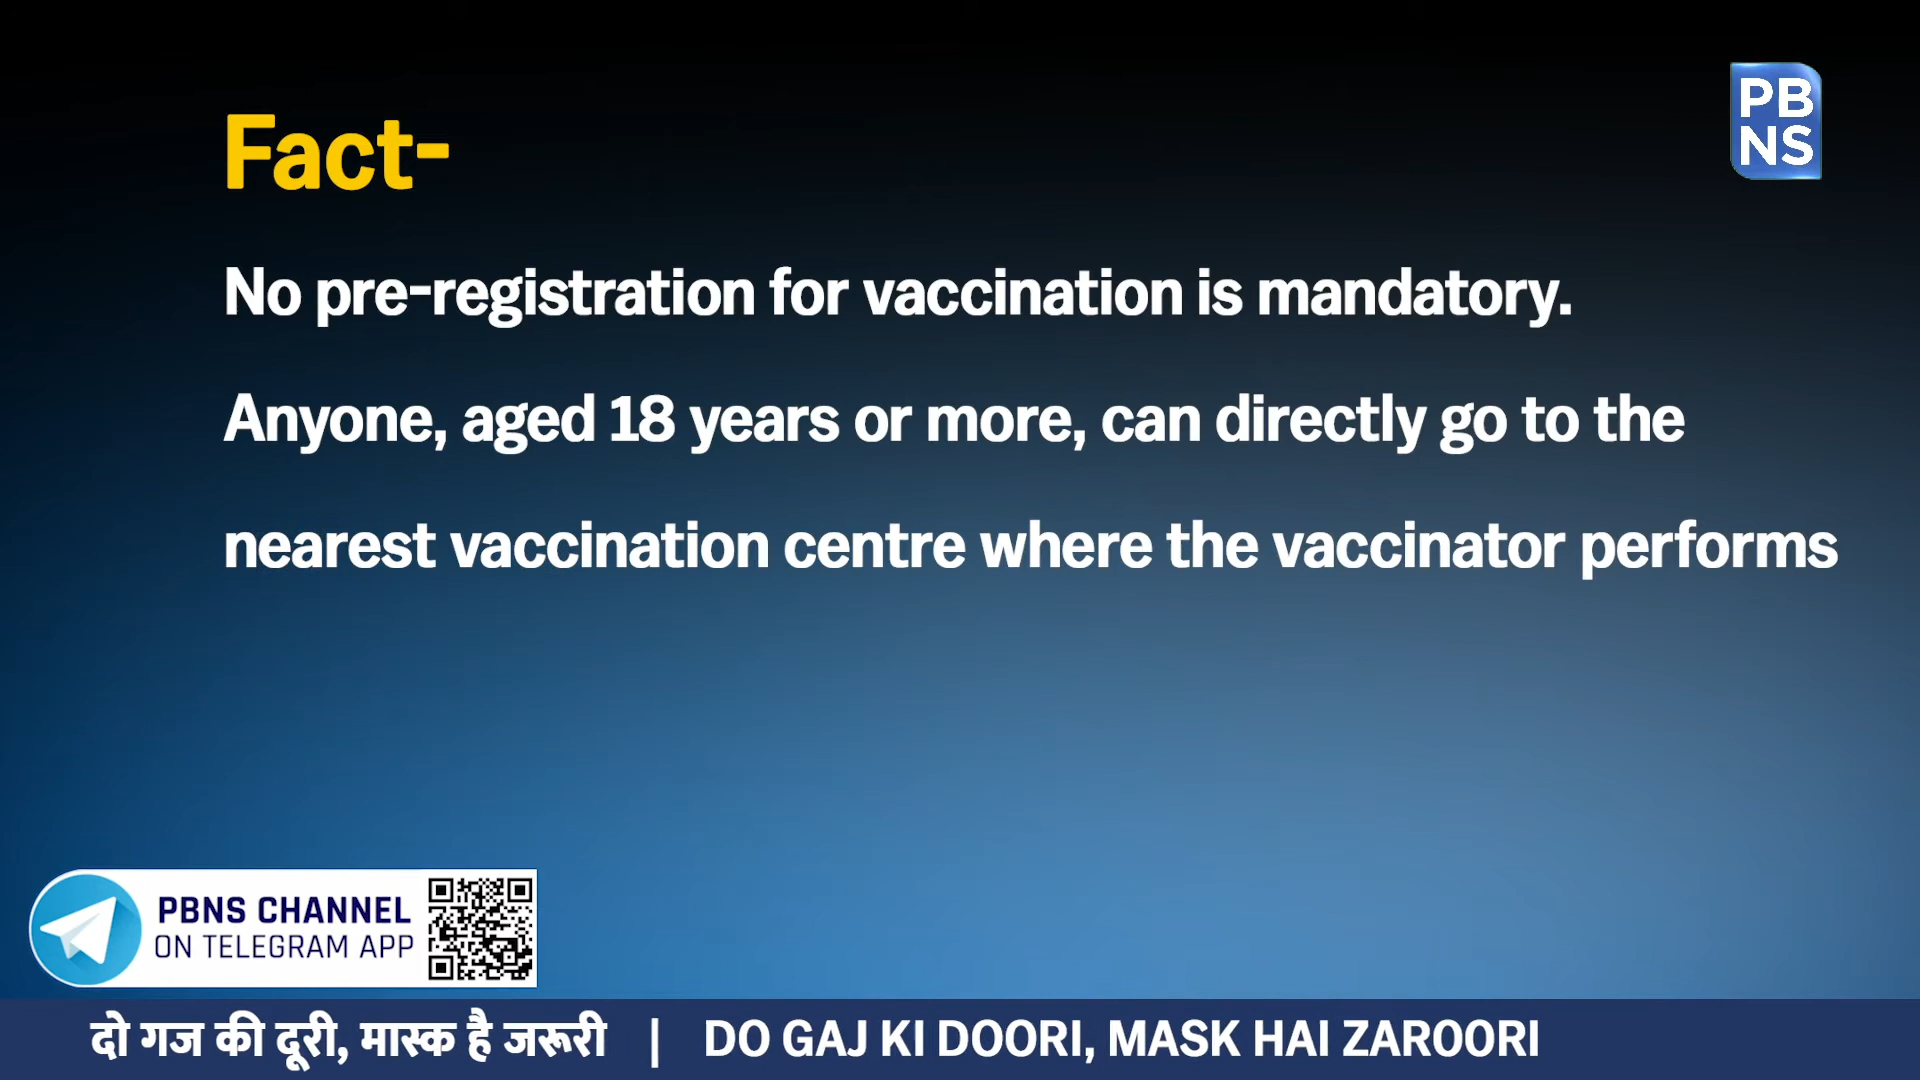 PB
NS
Fact-
No pre-registration for vaccination is mandatory.
Anyone, aged 18 years or more, can directly go to the
nearest vaccination centre where the vaccinator performs
PBNS CHANNEL
ON TELEGRAM APP
दो गज की दूरी, मास्क है जरूरी | DO GAJ KI DOORI, MASK HAI ZAROORI